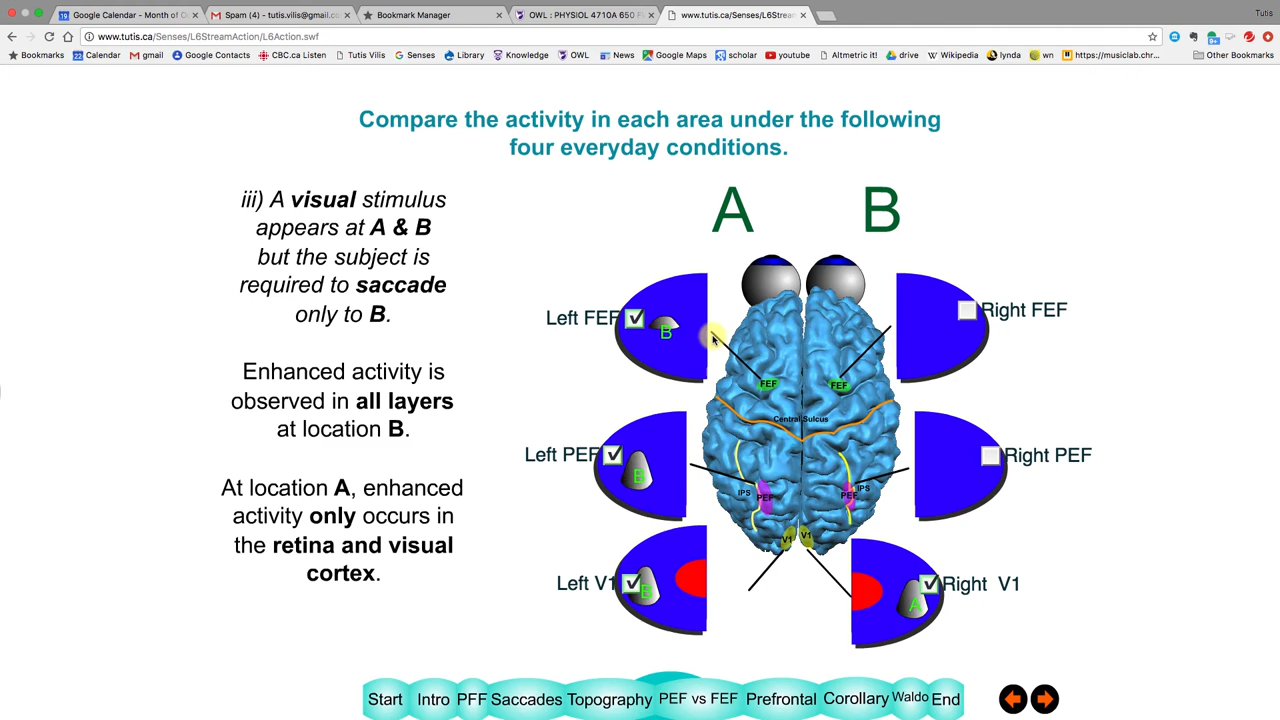 Google Calendar - Month of O
Spam (4) - tutis.vilis@gmail.co
Bookmark Manager
OWL : PHYSIOL 4710A 650 F
www.tutis.ca/Senses/L6Stream
Tutis
www.tutis.ca/Senses/L6StreamAction/L6Action.swf
Bookmarks
Calendar
gmail
Google Contacts
CBC.ca Listen
Tutis Vilis
Senses
Knowledge
OWL
News
Google Maps
scholar
youtube
Altmetric it!
drive
Wikipedia
lynda
wn
https://musiclab.chr...
Other Bookmarks
Compare the activity in each area under the following
four everyday conditions.
iii) A visual stimulus
appears at A & B
but the subject is
required to saccade
only to B.
Enhanced activity is
observed in all layers
at location B.
At location A, enhanced
activity only occurs in
the retina and visual
cortex.
A
B
Left FEF
B
Right FEF
FEF
FEF
Central Sulcus
Left PEF
B
Right PEF
IPS
PEF
PEF
IPS
V1
V1
Left V1
B
A
Right V1
Start
Intro
PFF
Saccades
Topography
PEF vs FEF
Prefrontal
Corollary
Waldo
End